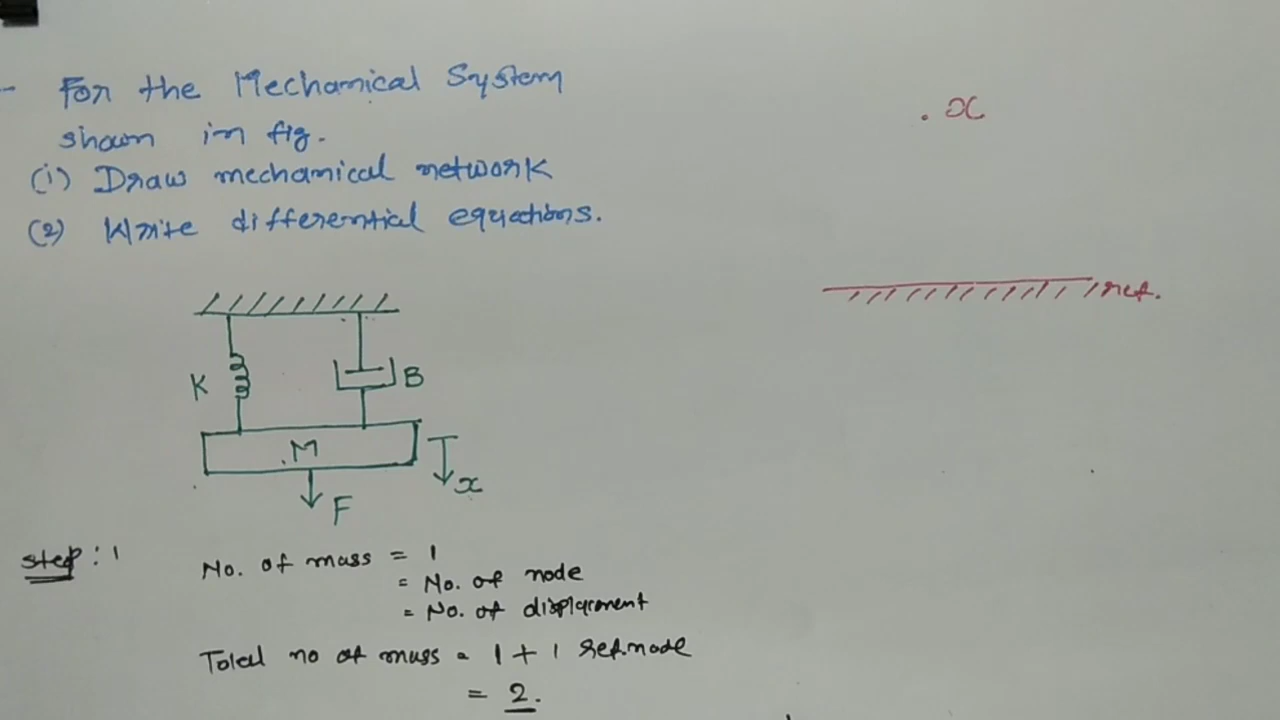 - For the Mechanical System
shown in fig.
(1) Draw mechanical network
(2) Write differential equations.
. x
ref.
K
B
M
x
F
Step: 1
No. of mass = 1
= No. of node
= No. of displacment
Total no of mass = 1 + 1 ref.node
= 2.